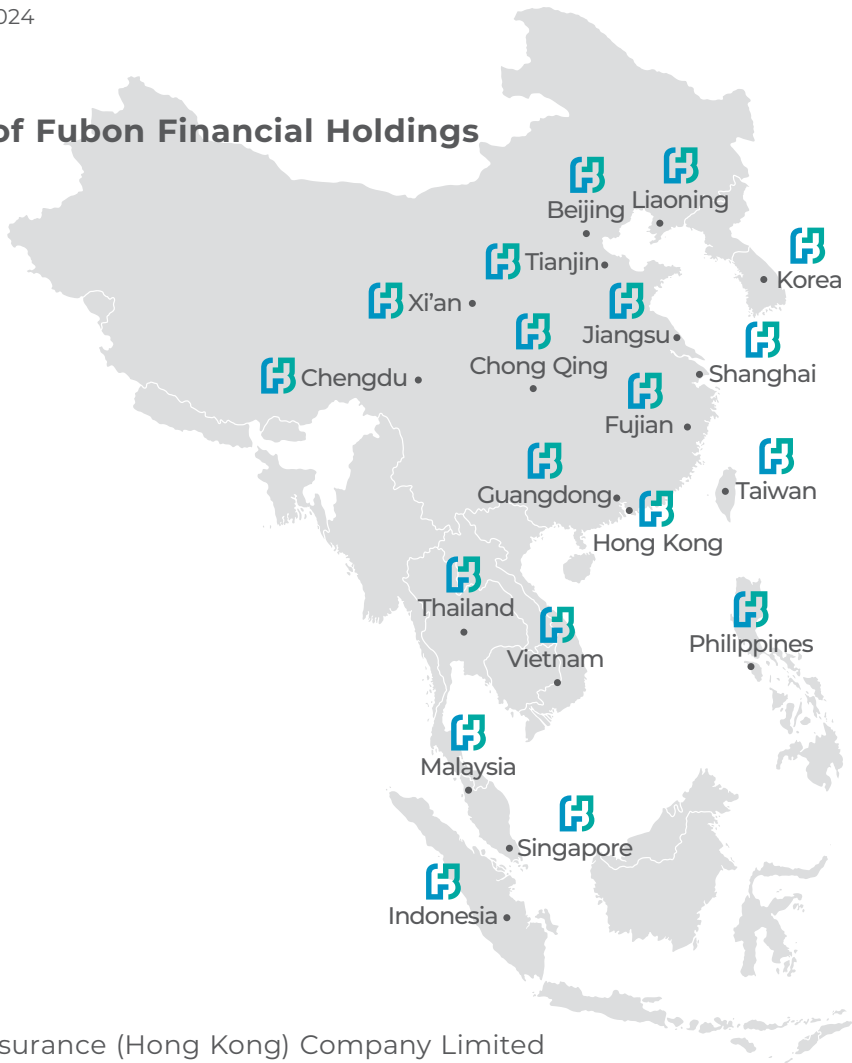 024
of Fubon Financial Holdings
Beijing
Liaoning
Tianjin
Korea
Xi’an
Jiangsu
Chong Qing
Shanghai
Chengdu
Fujian
Guangdong
Taiwan
Hong Kong
Thailand
Vietnam
Philippines
Malaysia
Singapore
Indonesia
surance (Hong Kong) Company Limited